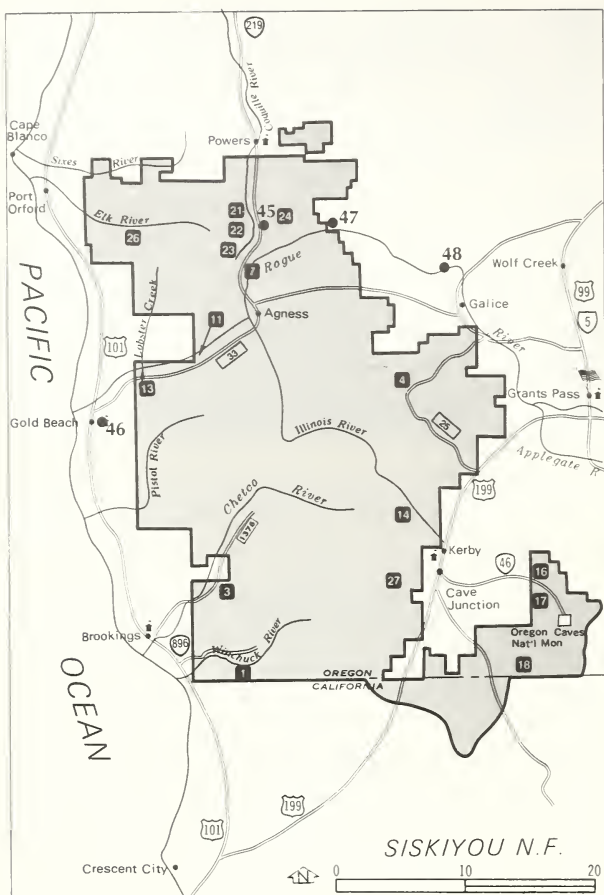 219
Coquille River
Powers
Cape
Blanco
Sixes River
Port
Orford
Elk River
21
22
23
45
24
47
26
7
Rogue
48
Wolf Creek
99
5
Galice
River
PACIFIC
101
Lobster Creek
11
Agness
33
13
4
25
Grants Pass
Gold Beach
46
Pistol River
Illinois River
Applegate R
199
Chetco River
1376
14
Kerby
46
16
3
27
17
Cave
Junction
Oregon Caves
Nat'l Mon
Brookings
896
Winchuck River
1
18
OREGON
CALIFORNIA
OCEAN
199
101
Crescent City
SISKIYOU N.F.
N
0 10 20